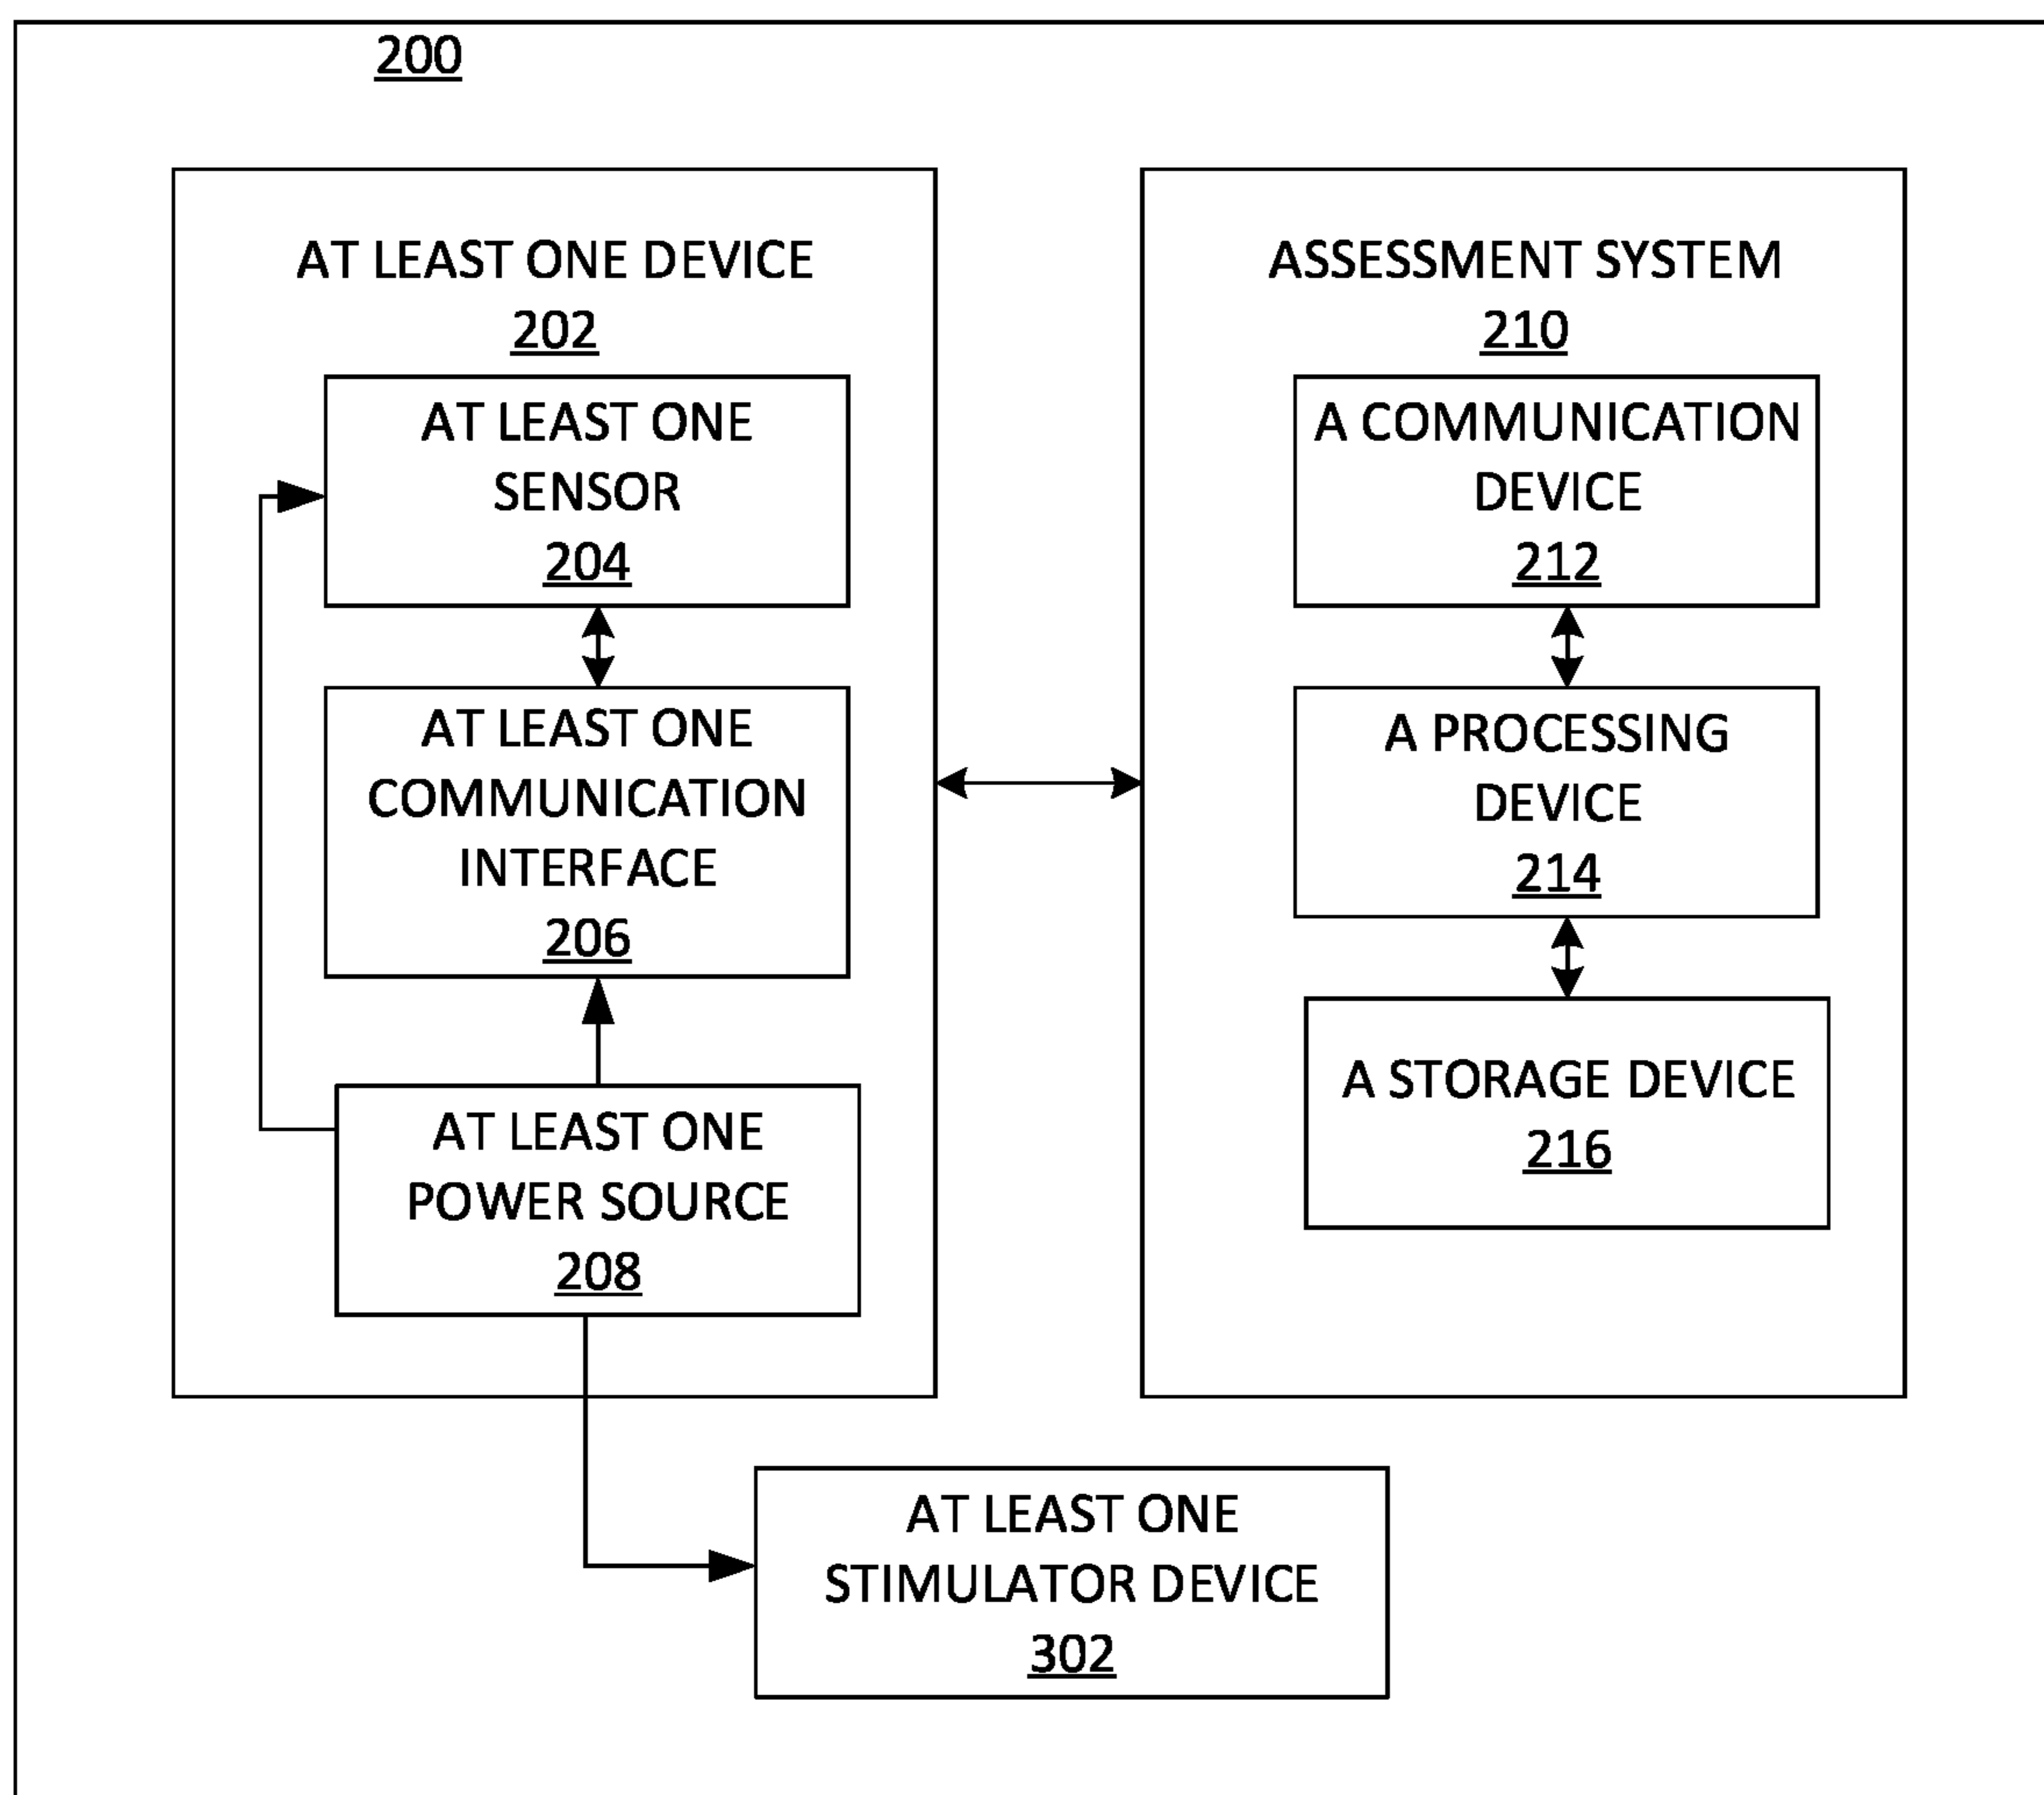 200
AT LEAST ONE DEVICE
202
AT LEAST ONE
SENSOR
204
AT LEAST ONE
COMMUNICATION
INTERFACE
206
AT LEAST ONE
POWER SOURCE
208
ASSESSMENT SYSTEM
210
A COMMUNICATION
DEVICE
212
A PROCESSING
DEVICE
214
A STORAGE DEVICE
216
AT LEAST ONE
STIMULATOR DEVICE
302